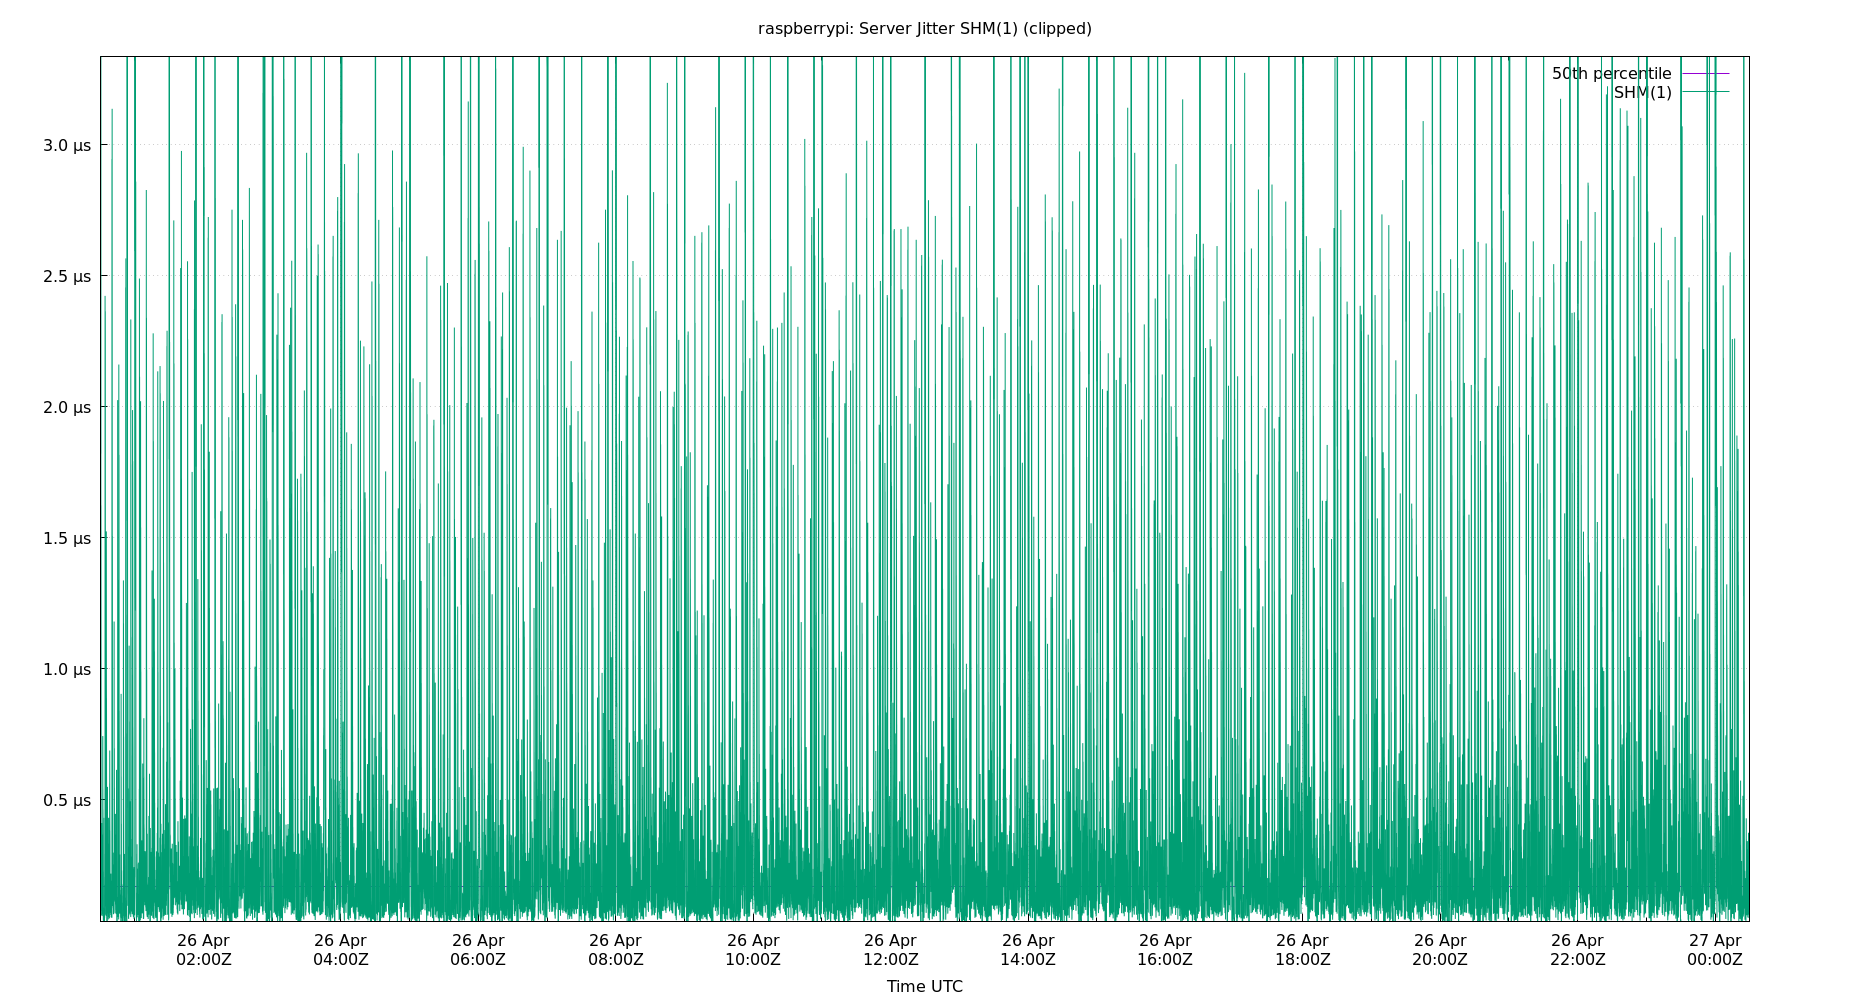 raspberrypi: Server Jitter SHM(1) (clipped)
50th percentile
SHM(1)
3.0 µs
2.5 µs
2.0 µs
1.5 µs
1.0 µs
0.5 µs
26 Apr 26 Apr 26 Apr 26 Apr 26 Apr 26 Apr 26 Apr 26 Apr 26 Apr 26 Apr 26 Apr 27 Apr
02:00Z 04:00Z 06:00Z 08:00Z 10:00Z 12:00Z 14:00Z 16:00Z 18:00Z 20:00Z 22:00Z 00:00Z
Time UTC